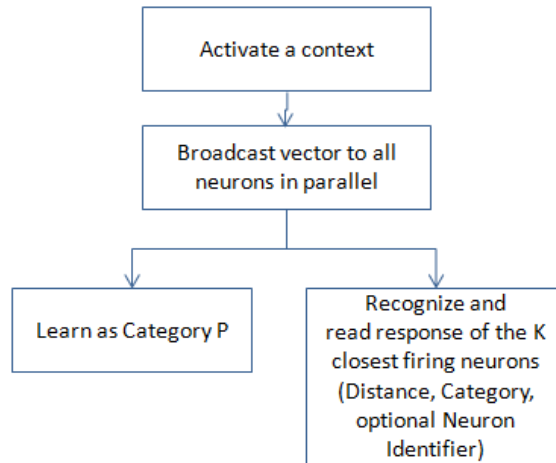 Activate a context
Broadcast vector to all
neurons in parallel
Learn as Category P
Recognize and
read response of the K
closest firing neurons
(Distance, Category,
optional Neuron
Identifier)